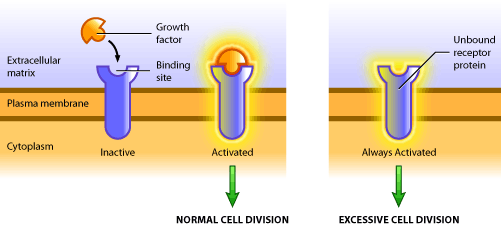 Growth
factor
Extracellular
matrix
Binding
site
Plasma membrane
Cytoplasm
Inactive
Activated
NORMAL CELL DIVISION
Unbound
receptor
protein
Always Activated
EXCESSIVE CELL DIVISION